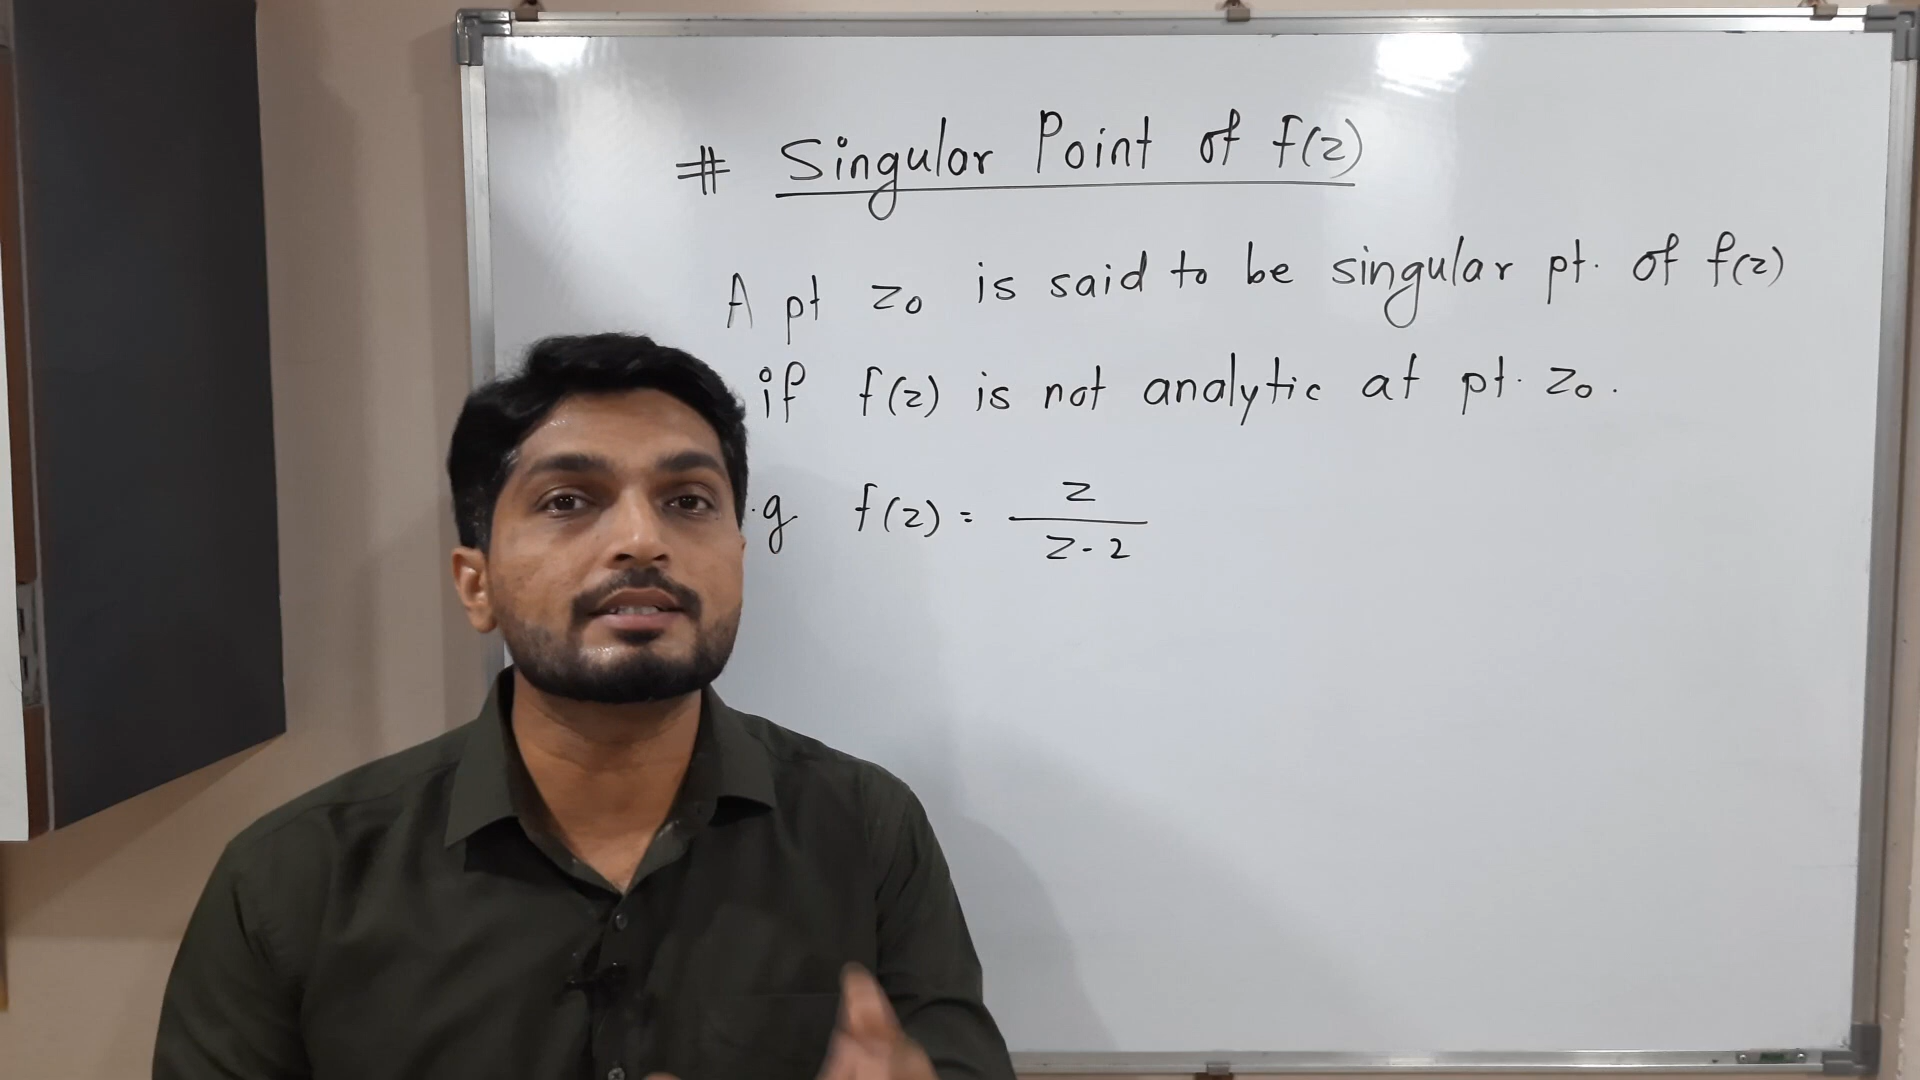 # Singular Point of f(z)
A pt z₀ is said to be singular pt. of f(z)
if f(z) is not analytic at pt. z₀.
.g f(z) = z / z-2